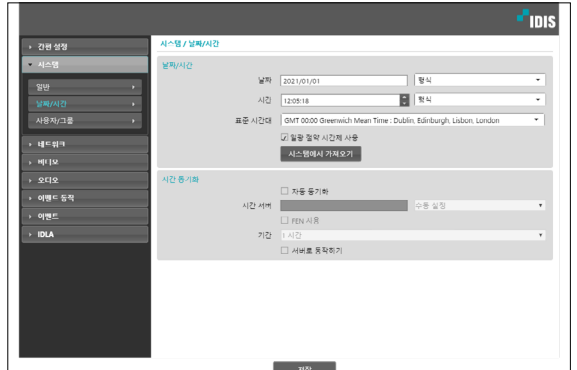 IDIS
간편 설정
시스템
일반
날짜/시간
사용자/그룹
네트워크
비디오
오디오
이벤트 동작
이벤트
IDLA
시스템 / 날짜/시간
날짜/시간
날짜 2021/01/01 형식
시간 12:05:18 형식
표준 시간대 GMT 00:00 Greenwich Mean Time : Dublin, Edinburgh, Lisbon, London
일광 절약 시간제 사용
시스템에서 가져오기
시간 동기화
자동 동기화
시간 서버 수동 설정
FEN 사용
기간 1 시간
서버로 동작하기
저장